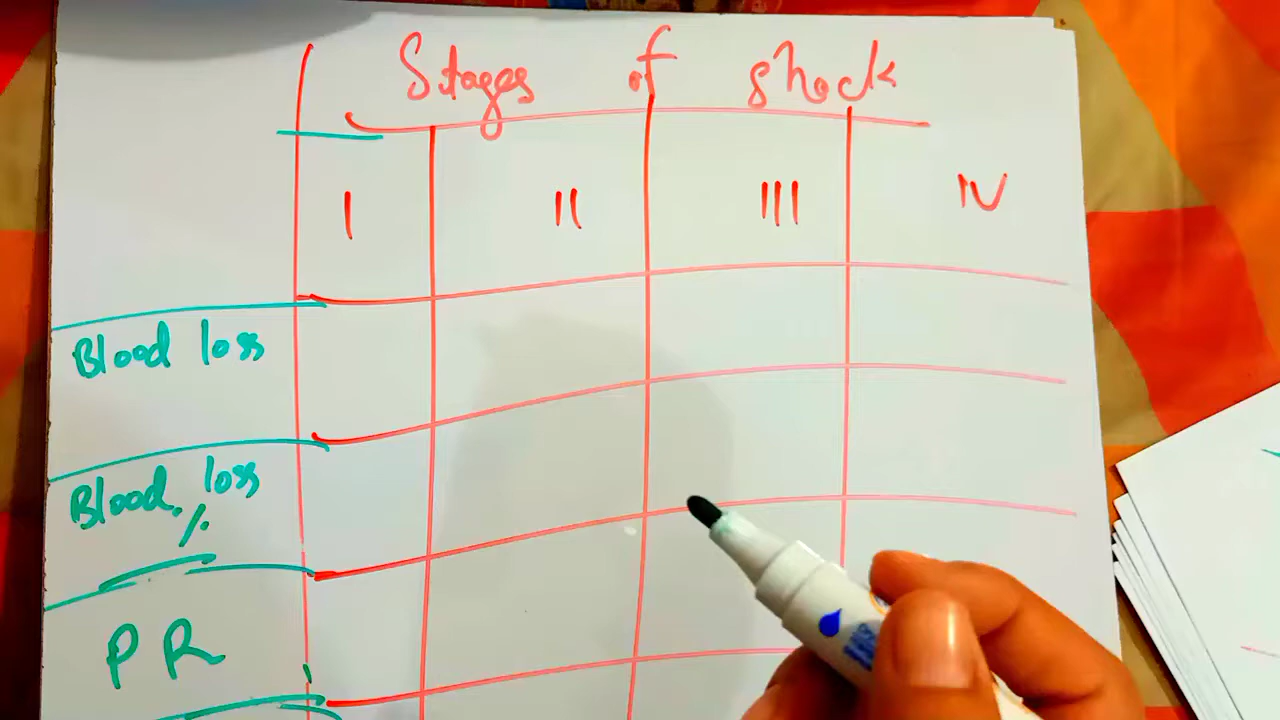 Stages of shock
I II III IV
Blood loss
Blood loss
%
PR